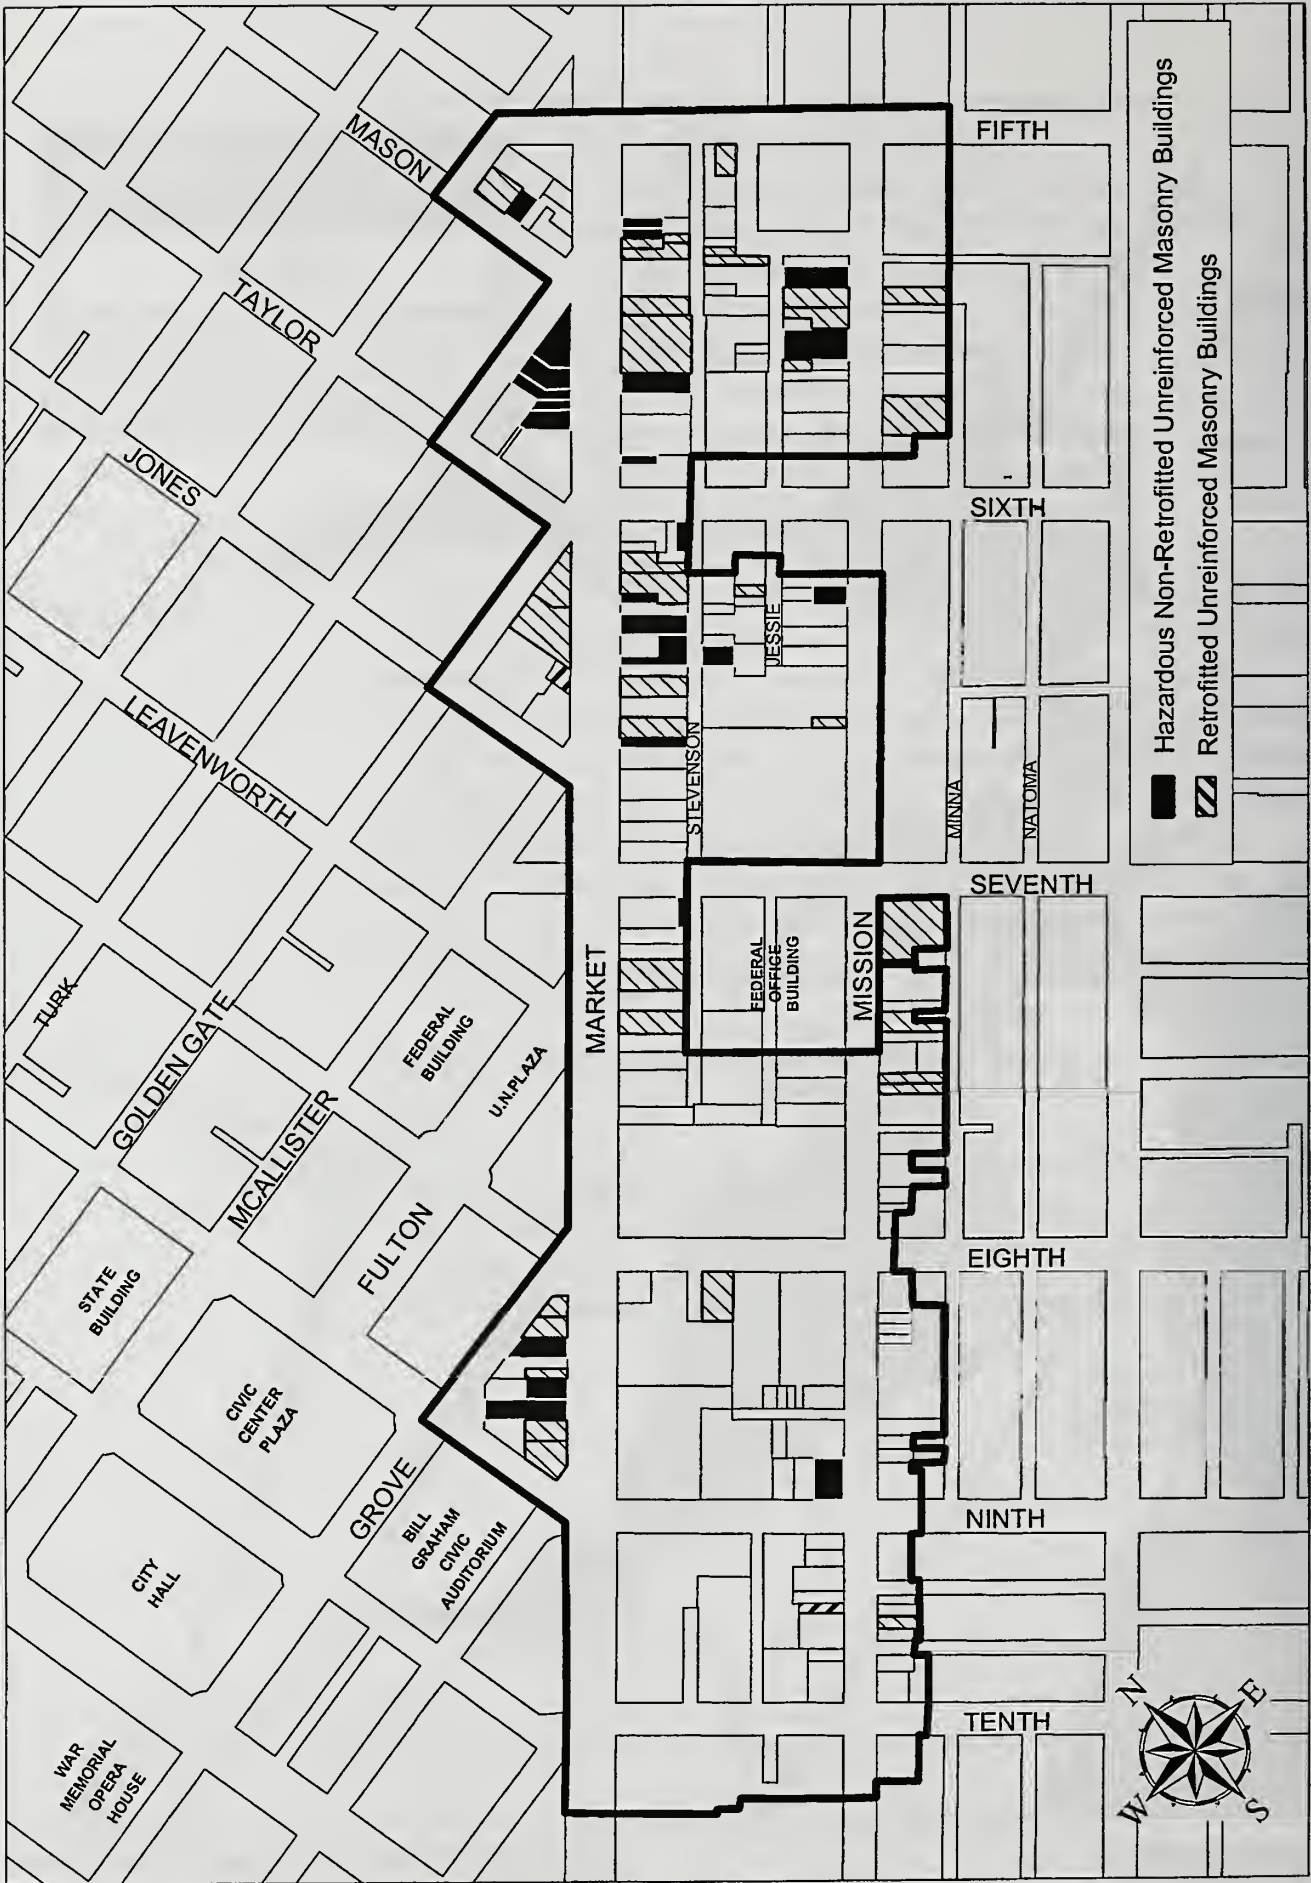 MASON
TAYLOR
JONES
LEAVENWORTH
TURK
GOLDEN GATE
MCALLISTER
FULTON
GROVE
FEDERAL
BUILDING
U.N.PLAZA
STATE
BUILDING
CIVIC
CENTER
PLAZA
BILL
GRAHAM
CIVIC
AUDITORIUM
CITY
HALL
WAR
MEMORIAL
OPERA
HOUSE
MARKET
STEVENSON
JESSIE
MISSION
FEDERAL
OFFICE
BUILDING
MINNA
NATOMA
FIFTH
SIXTH
SEVENTH
EIGHTH
NINTH
TENTH
Hazardous Non-Retrofitted Unreinforced Masonry Buildings
Retrofitted Unreinforced Masonry Buildings
N
E
W
S